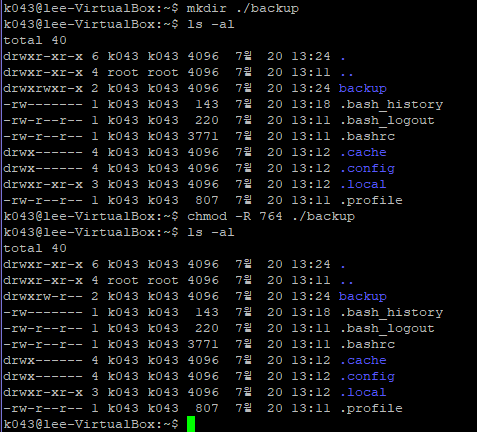 k043@lee-VirtualBox:~$ mkdir ./backup
k043@lee-VirtualBox:~$ ls -al
total 40
drwxr-xr-x 6 k043 k043 4096  7월  20 13:24 .
drwxr-xr-x 4 root root 4096  7월  20 13:11 ..
drwxrwxr-x 2 k043 k043 4096  7월  20 13:24 backup
-rw------- 1 k043 k043  143  7월  20 13:18 .bash_history
-rw-r--r-- 1 k043 k043  220  7월  20 13:11 .bash_logout
-rw-r--r-- 1 k043 k043 3771  7월  20 13:11 .bashrc
drwx------ 4 k043 k043 4096  7월  20 13:12 .cache
drwx------ 4 k043 k043 4096  7월  20 13:12 .config
drwxr-xr-x 3 k043 k043 4096  7월  20 13:12 .local
-rw-r--r-- 1 k043 k043  807  7월  20 13:11 .profile
k043@lee-VirtualBox:~$ chmod -R 764 ./backup
k043@lee-VirtualBox:~$ ls -al
total 40
drwxr-xr-x 6 k043 k043 4096  7월  20 13:24 .
drwxr-xr-x 4 root root 4096  7월  20 13:11 ..
drwxrw-r-- 2 k043 k043 4096  7월  20 13:24 backup
-rw------- 1 k043 k043  143  7월  20 13:18 .bash_history
-rw-r--r-- 1 k043 k043  220  7월  20 13:11 .bash_logout
-rw-r--r-- 1 k043 k043 3771  7월  20 13:11 .bashrc
drwx------ 4 k043 k043 4096  7월  20 13:12 .cache
drwx------ 4 k043 k043 4096  7월  20 13:12 .config
drwxr-xr-x 3 k043 k043 4096  7월  20 13:12 .local
-rw-r--r-- 1 k043 k043  807  7월  20 13:11 .profile
k043@lee-VirtualBox:~$